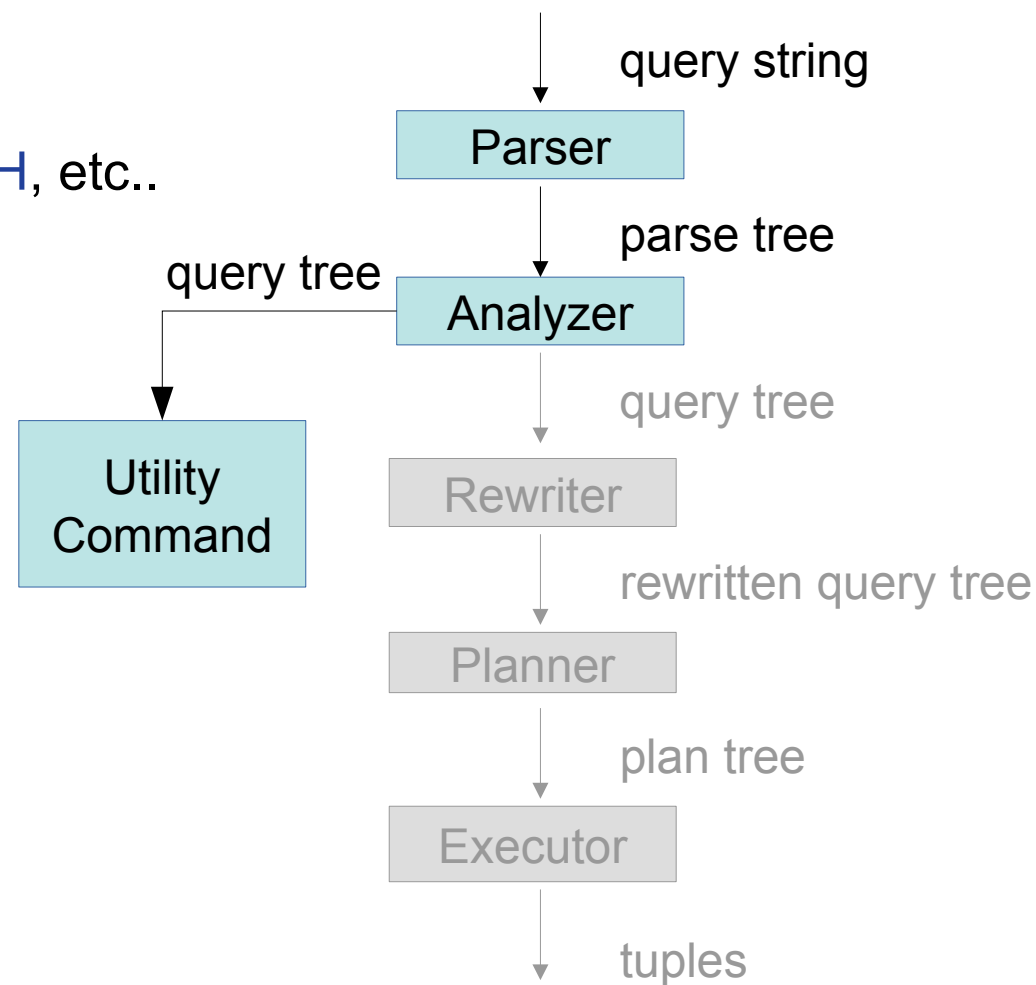 query string
Parser
H, etc..
parse tree
query tree
Analyzer
query tree
Utility
Command
Rewriter
rewritten query tree
Planner
plan tree
Executor
tuples